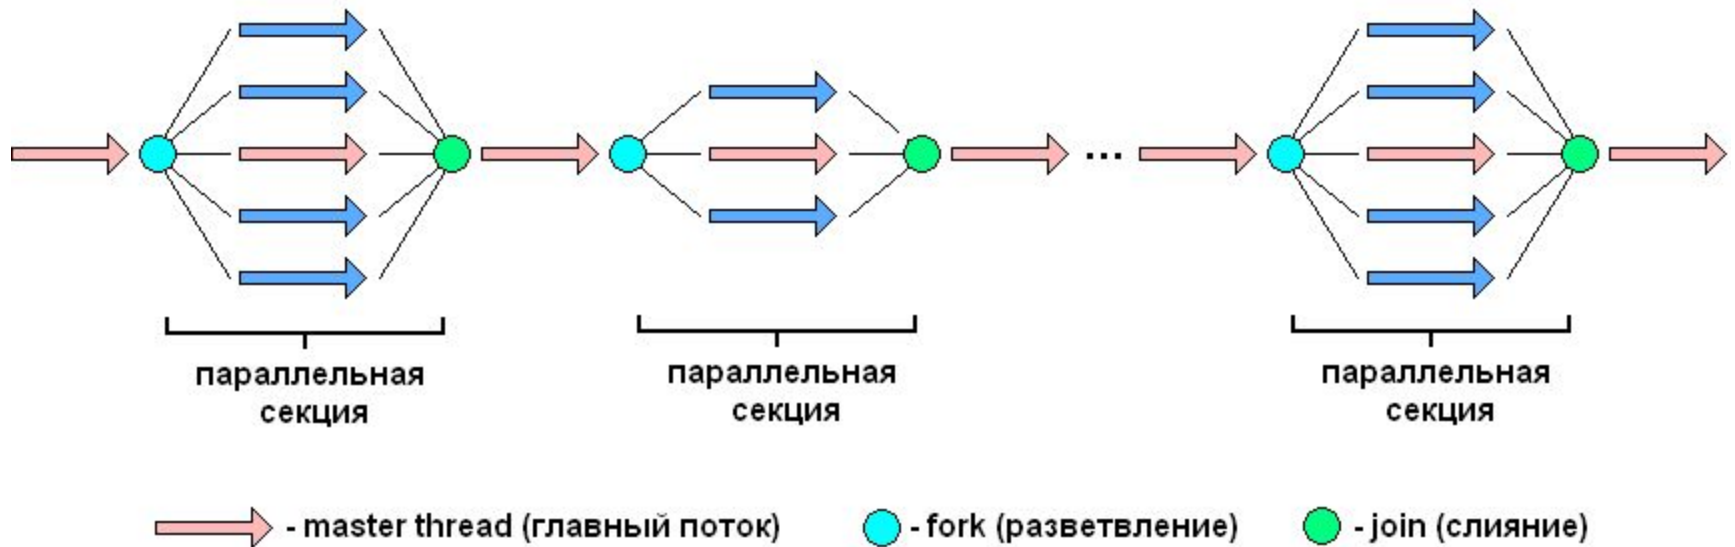 ...
параллельная
секция
параллельная
секция
параллельная
секция
- master thread (главный поток)
- fork (разветвление)
- join (слияние)